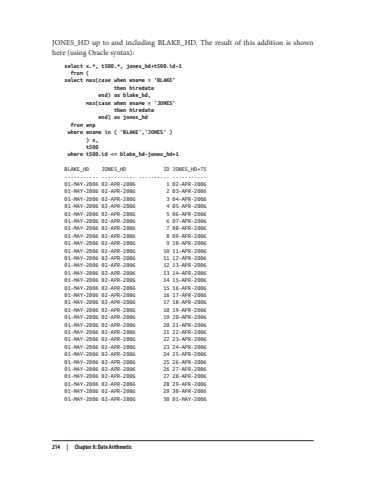 JONES_HD up to and including BLAKE_HD. The result of this addition is shown
here (using Oracle syntax):
select x.*, t500.*, jones_hd+t500.id-1
from (
select max(case when ename = 'BLAKE'
then hiredate
end) as blake_hd,
max(case when ename = 'JONES'
then hiredate
end) as jones_hd
from emp
where ename in ( 'BLAKE','JONES' )
) x,
t500
where t500.id <= blake_hd-jones_hd+1
BLAKE_HD JONES_HD ID JONES_HD+T5
----------- ----------- ---------- -----------
01-MAY-2006 02-APR-2006 1 02-APR-2006
01-MAY-2006 02-APR-2006 2 03-APR-2006
01-MAY-2006 02-APR-2006 3 04-APR-2006
01-MAY-2006 02-APR-2006 4 05-APR-2006
01-MAY-2006 02-APR-2006 5 06-APR-2006
01-MAY-2006 02-APR-2006 6 07-APR-2006
01-MAY-2006 02-APR-2006 7 08-APR-2006
01-MAY-2006 02-APR-2006 8 09-APR-2006
01-MAY-2006 02-APR-2006 9 10-APR-2006
01-MAY-2006 02-APR-2006 10 11-APR-2006
01-MAY-2006 02-APR-2006 11 12-APR-2006
01-MAY-2006 02-APR-2006 12 13-APR-2006
01-MAY-2006 02-APR-2006 13 14-APR-2006
01-MAY-2006 02-APR-2006 14 15-APR-2006
01-MAY-2006 02-APR-2006 15 16-APR-2006
01-MAY-2006 02-APR-2006 16 17-APR-2006
01-MAY-2006 02-APR-2006 17 18-APR-2006
01-MAY-2006 02-APR-2006 18 19-APR-2006
01-MAY-2006 02-APR-2006 19 20-APR-2006
01-MAY-2006 02-APR-2006 20 21-APR-2006
01-MAY-2006 02-APR-2006 21 22-APR-2006
01-MAY-2006 02-APR-2006 22 23-APR-2006
01-MAY-2006 02-APR-2006 23 24-APR-2006
01-MAY-2006 02-APR-2006 24 25-APR-2006
01-MAY-2006 02-APR-2006 25 26-APR-2006
01-MAY-2006 02-APR-2006 26 27-APR-2006
01-MAY-2006 02-APR-2006 27 28-APR-2006
01-MAY-2006 02-APR-2006 28 29-APR-2006
01-MAY-2006 02-APR-2006 29 30-APR-2006
01-MAY-2006 02-APR-2006 30 01-MAY-2006
214 | Chapter 8: Date Arithmetic